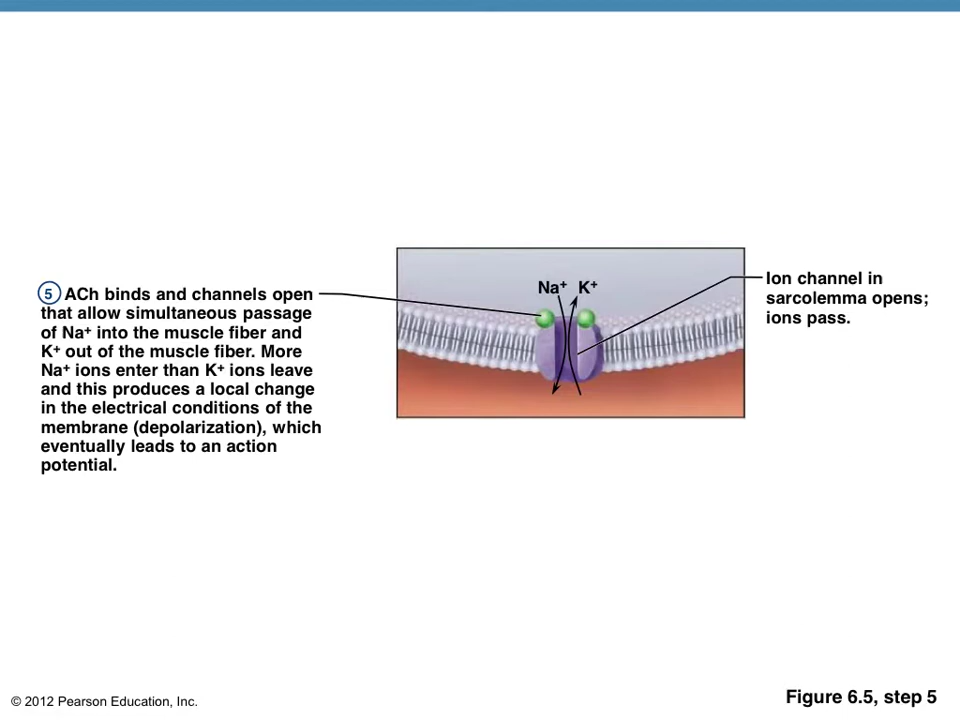 5 ACh binds and channels open
that allow simultaneous passage
of Na⁺ into the muscle fiber and
K⁺ out of the muscle fiber. More
Na⁺ ions enter than K⁺ ions leave
and this produces a local change
in the electrical conditions of the
membrane (depolarization), which
eventually leads to an action
potential.
Na⁺ K⁺
Ion channel in
sarcolemma opens;
ions pass.
© 2012 Pearson Education, Inc.
Figure 6.5, step 5